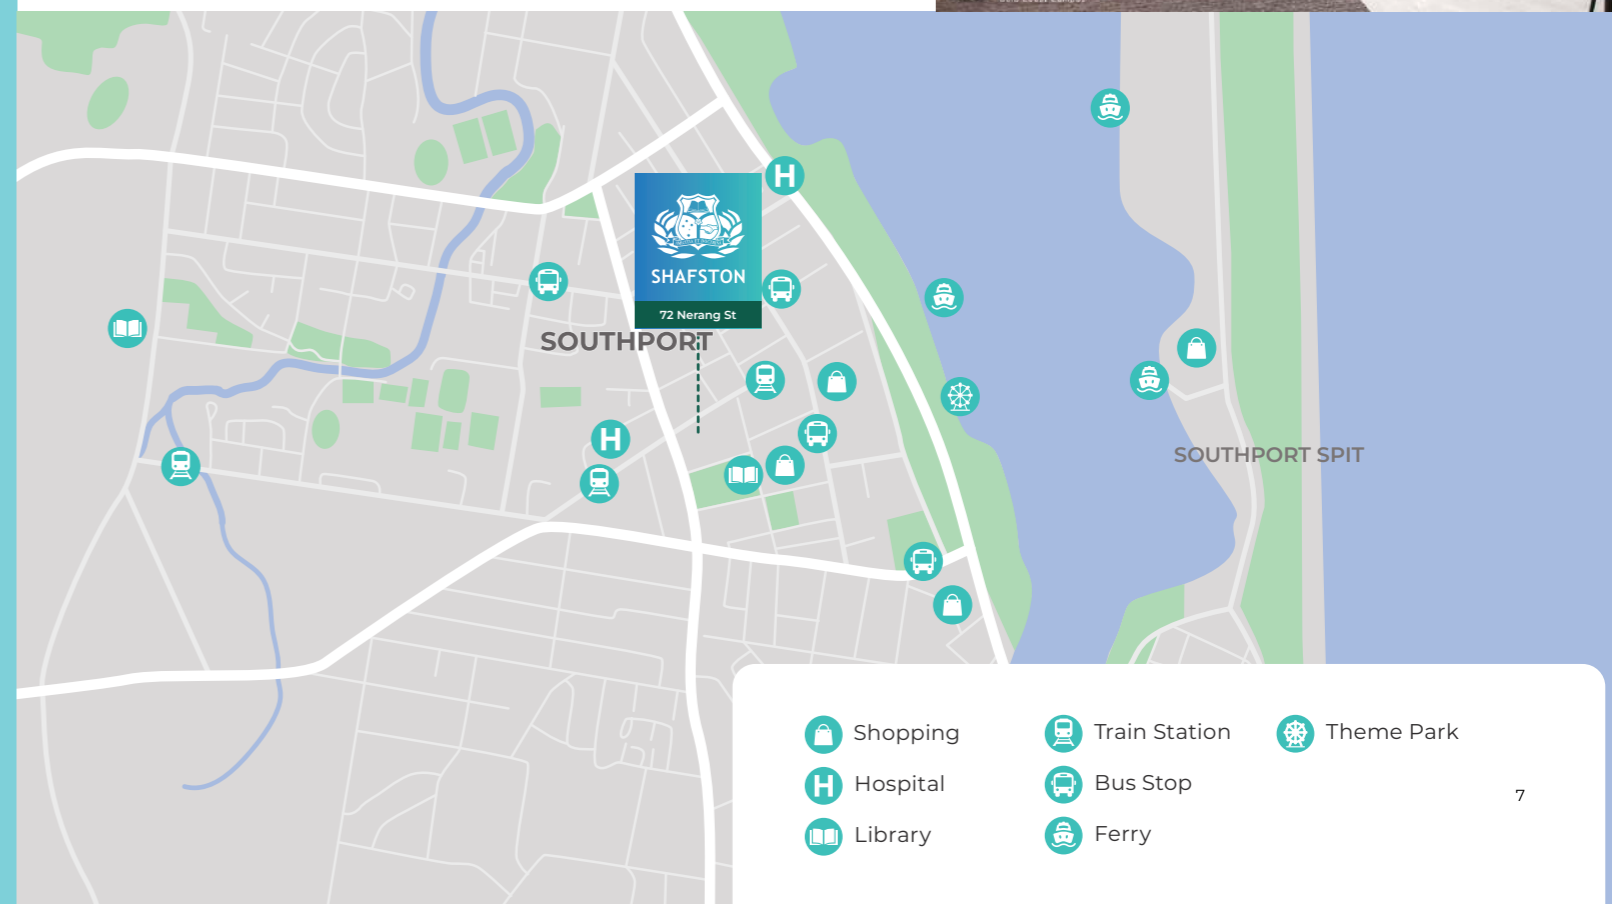 SHAFSTON
72 Nerang St
SOUTHPORT
H
H
SOUTHPORT SPIT
Shopping
Train Station
Theme Park
H
Hospital
Bus Stop
7
Library
Ferry